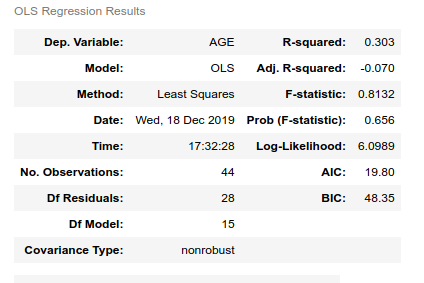 OLS Regression Results
Dep. Variable: AGE R-squared: 0.303
Model: OLS Adj. R-squared: -0.070
Method: Least Squares F-statistic: 0.8132
Date: Wed, 18 Dec 2019 Prob (F-statistic): 0.656
Time: 17:32:28 Log-Likelihood: 6.0989
No. Observations: 44 AIC: 19.80
Df Residuals: 28 BIC: 48.35
Df Model: 15
Covariance Type: nonrobust